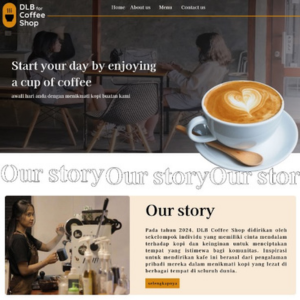 DLB for
Coffee
Shop
Home About us Menu Contact us
Start your day by enjoying
a cup of coffee
awali hari anda dengan menikmati kopi buatan kami
Our story Our story Our stor
Our story
Pada tahun 2024, DLB Coffee Shop didirikan oleh
sekelompok individu yang memiliki cinta mendalam
terhadap kopi dan keinginan untuk menciptakan
tempat yang istimewa bagi komunitas. Inspirasi
untuk mendirikan kafe ini berasal dari pengalaman
pribadi mereka dalam menikmati kopi yang lezat di
berbagai tempat di seluruh dunia.
selengkapnya